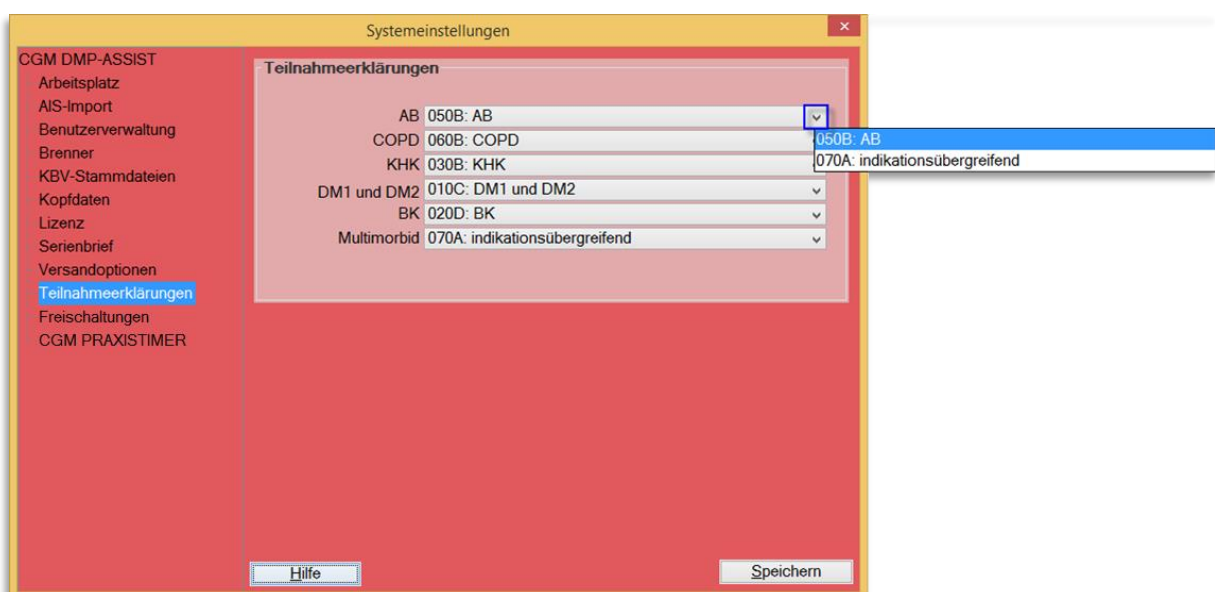 Systemeinstellungen
CGM DMP-ASSIST
Arbeitsplatz
AIS-Import
Benutzerverwaltung
Brenner
KBV-Stammdateien
Kopfdaten
Lizenz
Serienbrief
Versandoptionen
Teilnahmeerklärungen
Freischaltungen
CGM PRAXISTIMER
Teilnahmeerklärungen
AB 050B: AB
COPD 060B: COPD
KHK 030B: KHK
DM1 und DM2 010C: DM1 und DM2
BK 020D: BK
Multimorbid 070A: indikationsübergreifend
050B: AB
070A: indikationsübergreifend
Hilfe
Speichern